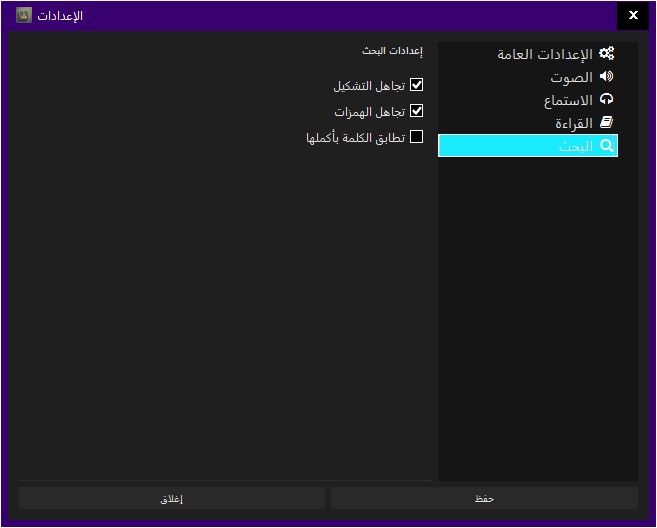 الإعدادات
x
الإعدادات العامة
الصوت
الاستماع
القراءة
البحث
إعدادات البحث
تجاهل التشكيل
تجاهل الهمزات
تطابق الكلمة بأكملها
حفظ
إغلاق